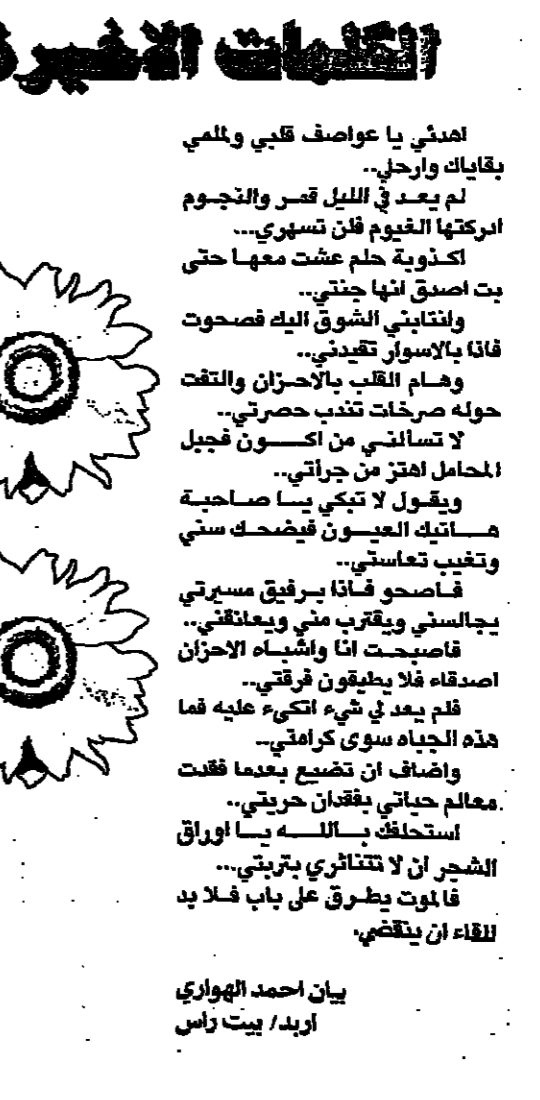 الكلمات الاخيرة
اهدئي يا عواصف قلبي ولملمي
بقاياك وارحلي..
لم يعد في الليل قمر والنجوم
ادركتها الغيوم فلن تسهري...
اكذوبة حلم عشت معها حتى
بت اصدق انها جنتي..
وانتابني الشوق اليك فصحوت
فاذا بالاسوار تقيدني..
وهام القلب بالاحزان والتفت
حوله صرخات تندب حصرتي..
لا تسالني من اكون فجبل
المحامل اهتز من جرأتي..
ويقول لا تبكي يا صاحبة
هاتيك العيون فيضحك سني
وتغيب تعاستي..
فاصحو فاذا برفيق مسيرتي
يجالسني ويقترب مني ويعانقني..
فاصبحت انا واشباه الاحزان
اصدقاء فلا يطيقون فرقتي..
فلم يعد لي شيء اتكيء عليه فما
هذه الجباه سوى كرامتي..
واضاف ان تضيع بعدما فقدت
معالم حياتي بفقدان حريتي..
استحلفك بالله يا اوراق
الشجر ان لا تتناثري بتربتي...
فالموت يطرق على باب فلا بد
للقاء ان ينقضي.
بيان احمد الهواري
اربد/ بيت راس